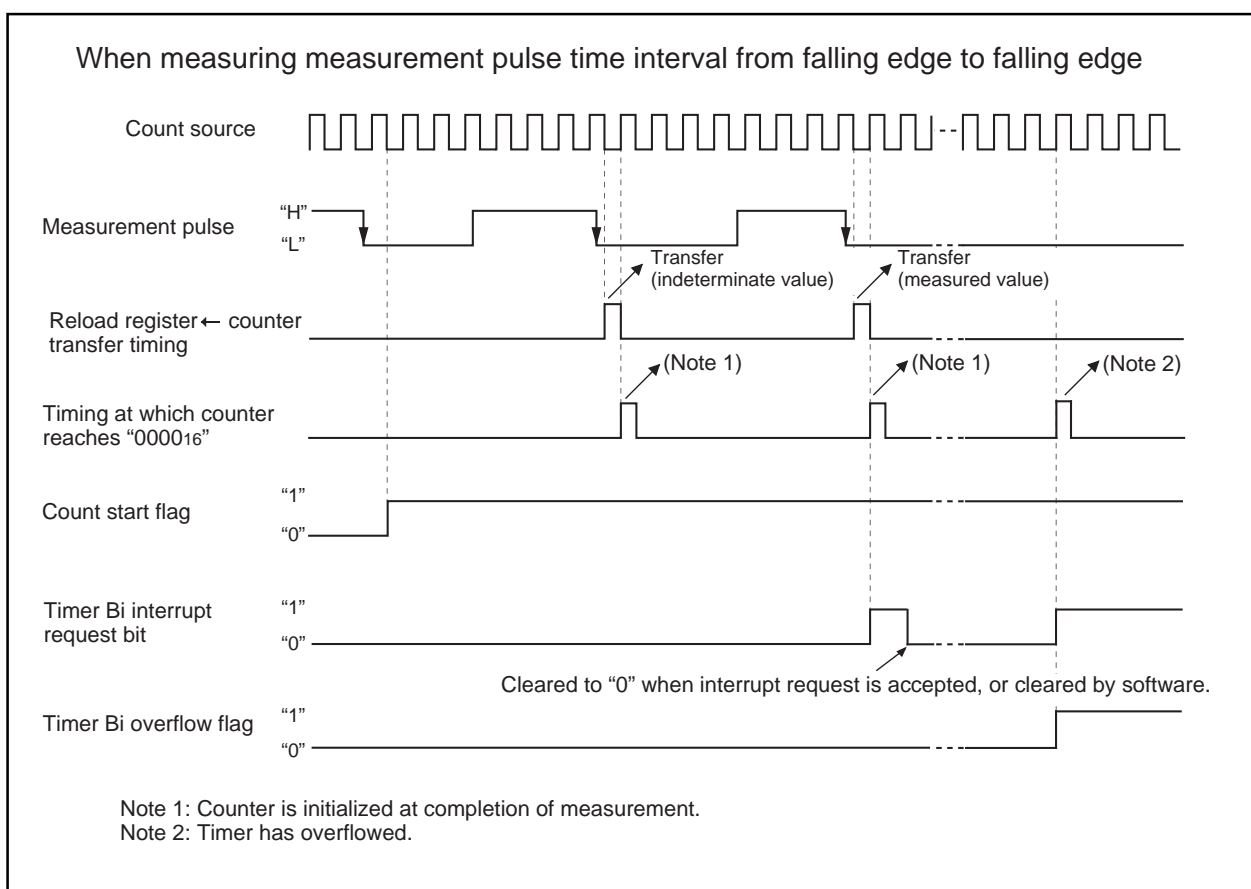 When measuring measurement pulse time interval from falling edge to falling edge
Count source
Measurement pulse
“H”
“L”
Transfer
(indeterminate value)
Transfer
(measured value)
Reload register ← counter
transfer timing
(Note 1)
(Note 1)
(Note 2)
Timing at which counter
reaches “000016”
Count start flag
“1”
“0”
Timer Bi interrupt
request bit
“1”
“0”
Cleared to “0” when interrupt request is accepted, or cleared by software.
Timer Bi overflow flag
“1”
“0”
Note 1: Counter is initialized at completion of measurement.
Note 2: Timer has overflowed.